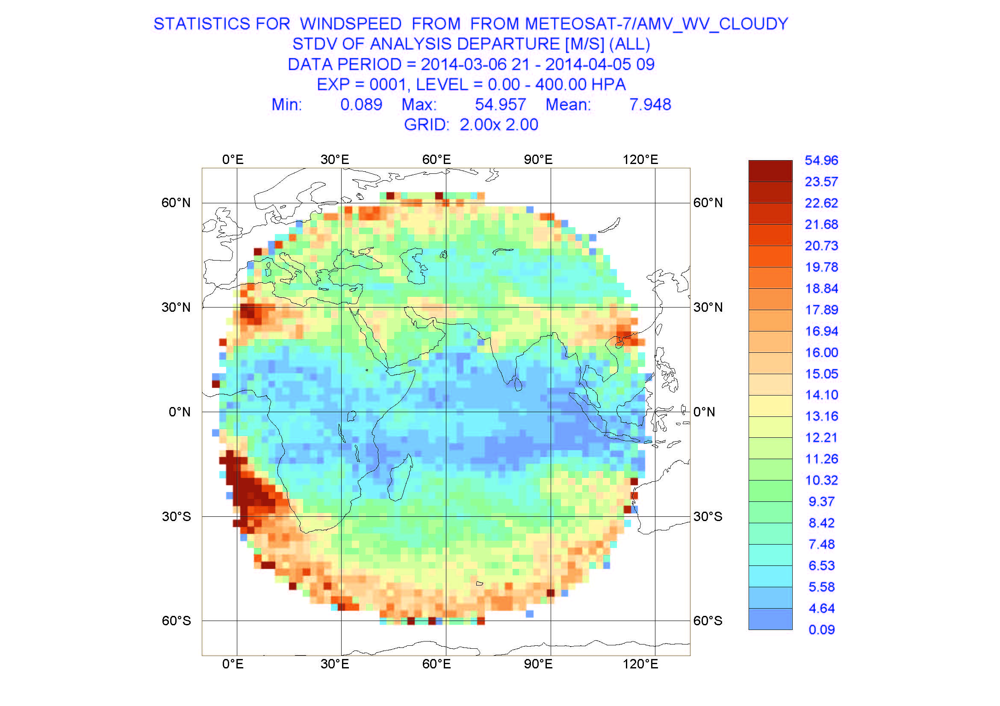 STATISTICS FOR WINDSPEED FROM FROM METEOSAT-7/AMV_WV_CLOUDY
STDV OF ANALYSIS DEPARTURE [M/S] (ALL)
DATA PERIOD = 2014-03-06 21 - 2014-04-05 09
EXP = 0001, LEVEL = 0.00 - 400.00 HPA
Min: 0.089 Max: 54.957 Mean: 7.948
GRID: 2.00x 2.00
0°E 30°E 60°E 90°E 120°E
60°N 60°N
30°N 30°N
0°N 0°N
30°S 30°S
60°S 60°S
0°E 30°E 60°E 90°E 120°E
54.96
23.57
22.62
21.68
20.73
19.78
18.84
17.89
16.94
16.00
15.05
14.10
13.16
12.21
11.26
10.32
9.37
8.42
7.48
6.53
5.58
4.64
0.09